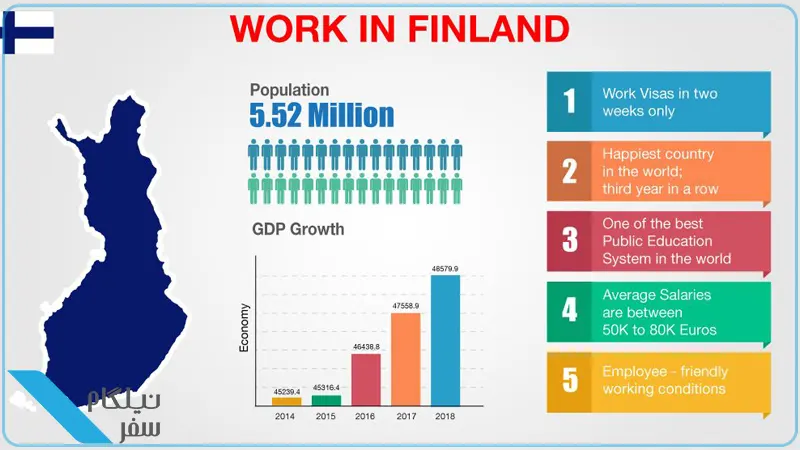 WORK IN FINLAND
Population
5.52 Million
GDP Growth
Economy
45239.4
45316.4
46438.8
47558.9
48579.9
2014
2015
2016
2017
2018
1
Work Visas in two
weeks only
2
Happiest country
in the world;
third year in a row
3
One of the best
Public Education
System in the world
4
Average Salaries
are between
50K to 80K Euros
5
Employee - friendly
working conditions
نیلگام
سفر